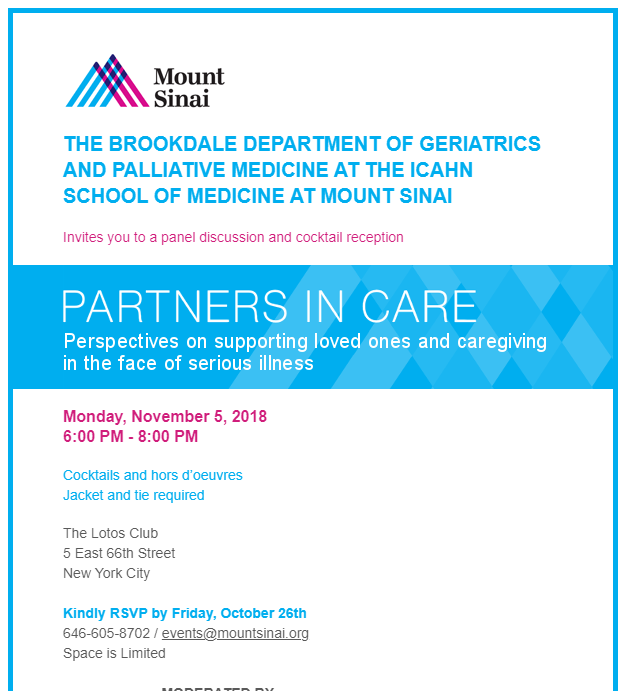 Mount
Sinai
THE BROOKDALE DEPARTMENT OF GERIATRICS
AND PALLIATIVE MEDICINE AT THE ICAHN
SCHOOL OF MEDICINE AT MOUNT SINAI
Invites you to a panel discussion and cocktail reception
PARTNERS IN CARE
Perspectives on supporting loved ones and caregiving
in the face of serious illness
Monday, November 5, 2018
6:00 PM - 8:00 PM
Cocktails and hors d’oeuvres
Jacket and tie required
The Lotos Club
5 East 66th Street
New York City
Kindly RSVP by Friday, October 26th
646-605-8702 / events@mountsinai.org
Space is Limited
MODERATED BY